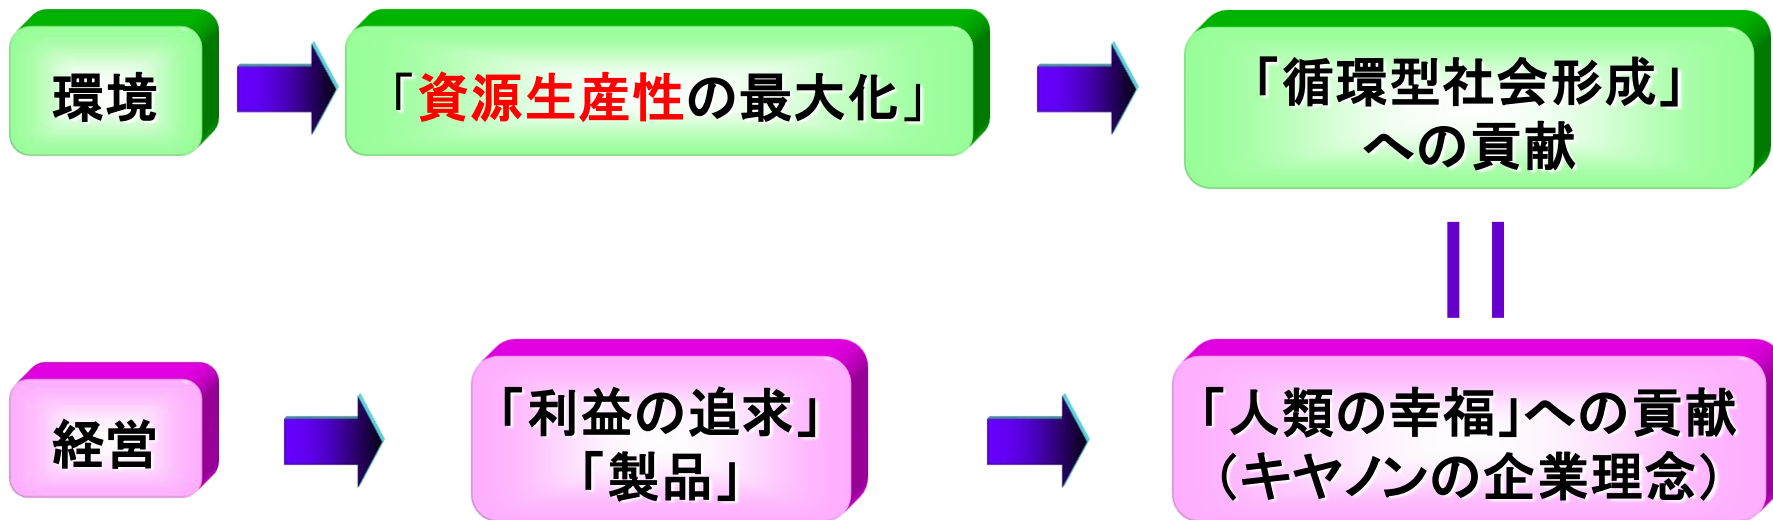 環境
「資源生産性の最大化」
「循環型社会形成」
への貢献
経営
「利益の追求」
「製品」
「人類の幸福」への貢献
（キヤノンの企業理念）